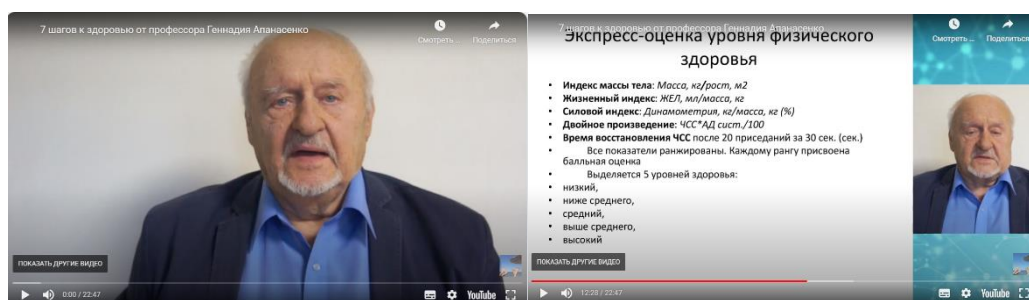 7 шагов к здоровью от профессора Геннадия Апанасенко
Смотреть ...
Поделиться
ПОКАЗАТЬ ДРУГИЕ ВИДЕО
0:00 / 22:47
YouTube
7 шагов к здоровью от профессора Геннадия Апанасенко
Смотреть ...
Поделиться
Экспресс-оценка уровня физического
здоровья
• Индекс массы тела: Масса, кг/рост, м2
• Жизненный индекс: ЖЕЛ, мл/масса, кг
• Силовой индекс: Динамометрия, кг/масса, кг (%)
• Двойное произведение: ЧСС*АД сист./100
• Время восстановления ЧСС после 20 приседаний за 30 сек. (сек.)
• Все показатели ранжированы. Каждому рангу присвоена
балльная оценка
• Выделяется 5 уровней здоровья:
• низкий,
• ниже среднего,
• средний,
• выше среднего,
• высокий
ПОКАЗАТЬ ДРУГИЕ ВИДЕО
12:28 / 22:47
YouTube